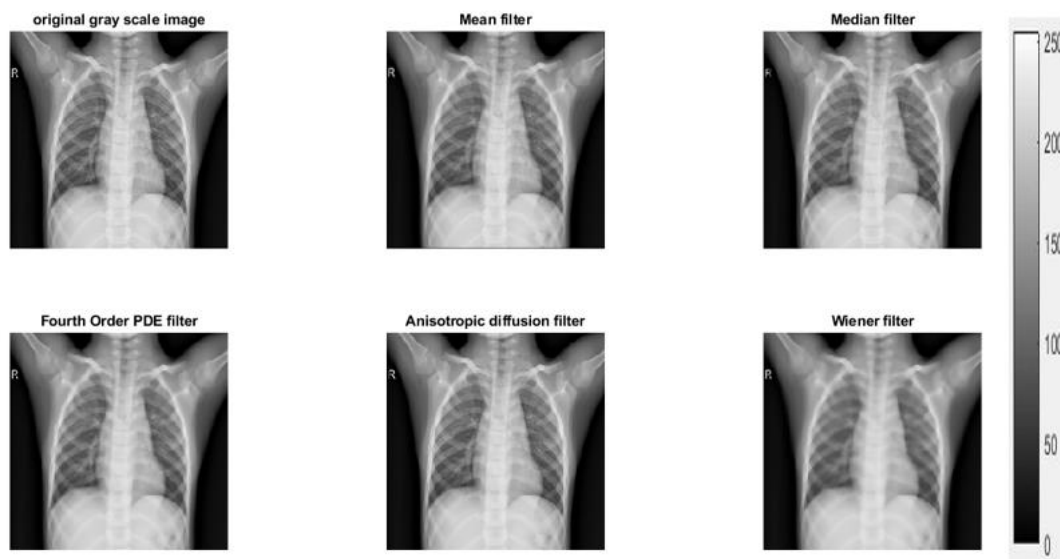 original gray scale image
Mean filter
Median filter
R
R
R
250
200
150
100
50
0
Fourth Order PDE filter
Anisotropic diffusion filter
Wiener filter
R
R
R